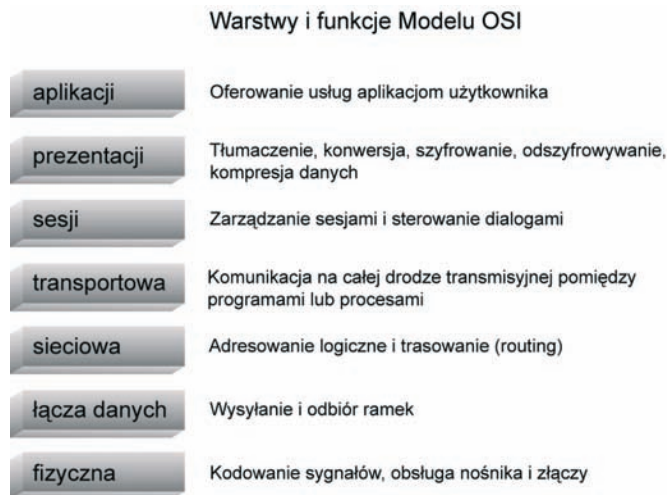 Warstwy i funkcje Modelu OSI
aplikacji
Oferowanie usług aplikacjom użytkownika
prezentacji
Tłumaczenie, konwersja, szyfrowanie, odszyfrowywanie,
kompresja danych
sesji
Zarządzanie sesjami i sterowanie dialogami
transportowa
Komunikacja na całej drodze transmisyjnej pomiędzy
programami lub procesami
sieciowa
Adresowanie logiczne i trasowanie (routing)
łącza danych
Wysyłanie i odbiór ramek
fizyczna
Kodowanie sygnałów, obsługa nośnika i złączy